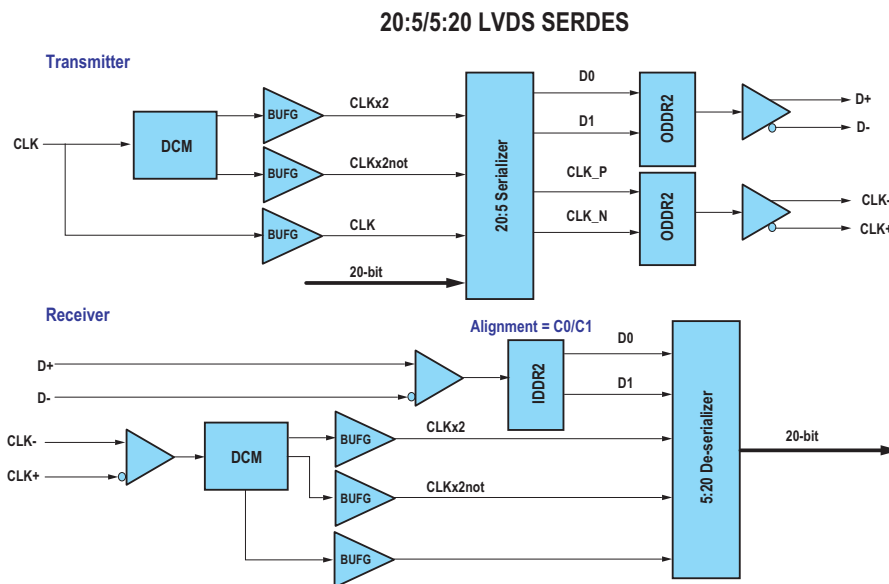 20:5/5:20 LVDS SERDES
Transmitter
CLK
DCM
BUFG
CLKx2
BUFG
CLKx2not
BUFG
CLK
20-bit
20:5 Serializer
D0
D1
CLK_P
CLK_N
ODDR2
ODDR2
D+
D-
CLK-
CLK+
Receiver
Alignment = C0/C1
D+
D-
IDDR2
D0
D1
CLK-
CLK+
DCM
BUFG
CLKx2
BUFG
CLKx2not
BUFG
5:20 De-serializer
20-bit